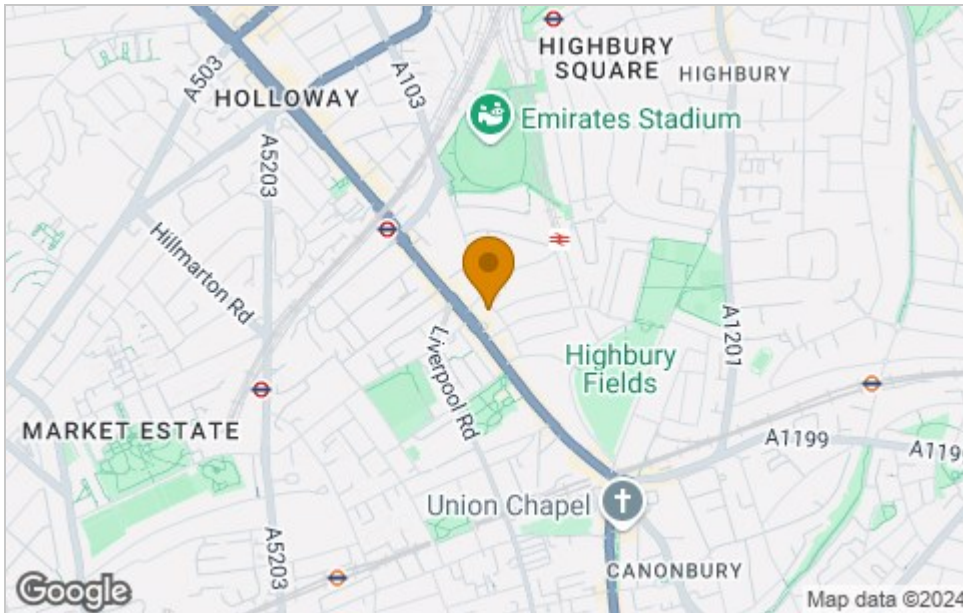 HIGHBURY
SQUARE
HIGHBURY
A503
HOLLOWAY
A103
Emirates Stadium
A5203
Hillmarton Rd
Liverpool Rd
A1201
Highbury
Fields
MARKET ESTATE
A1199
A119
Union Chapel
A5203
CANONBURY
Google
Map data ©2024